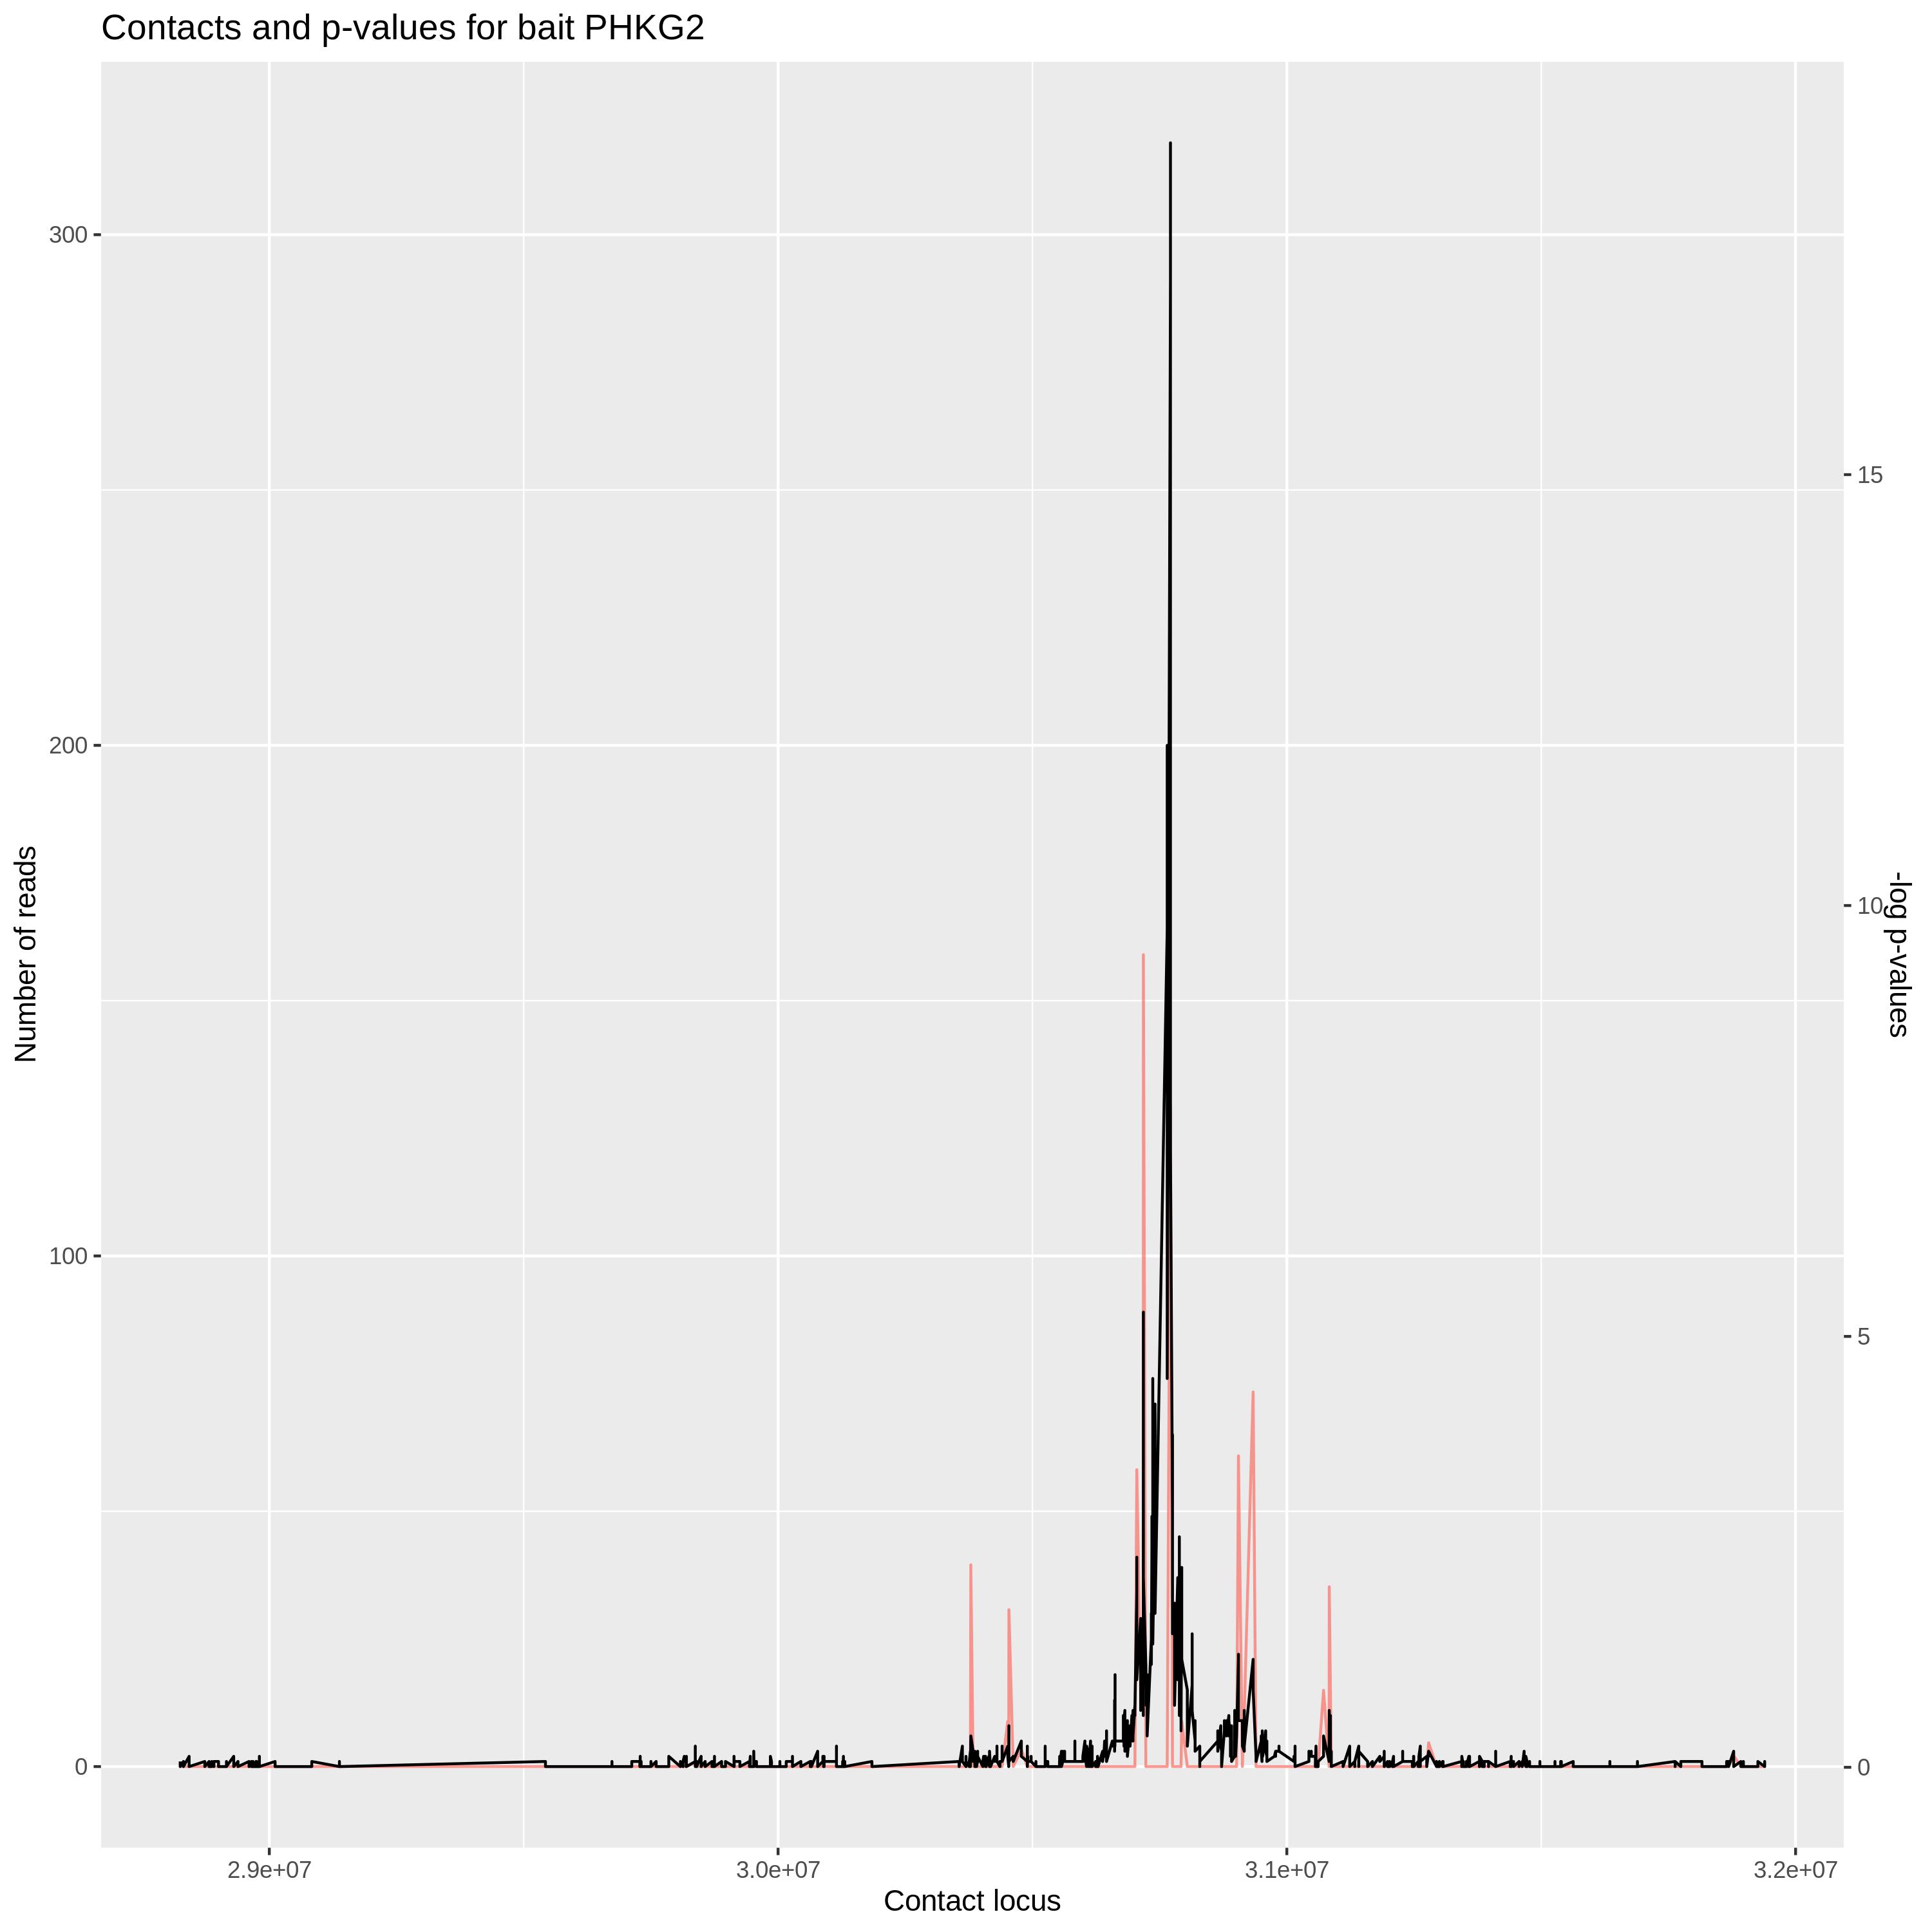 Contacts and p-values for bait PHKG2
300
200
100
0
Number of reads
15
10
5
0
-log p-values
2.9e+07
3.0e+07
3.1e+07
3.2e+07
Contact locus